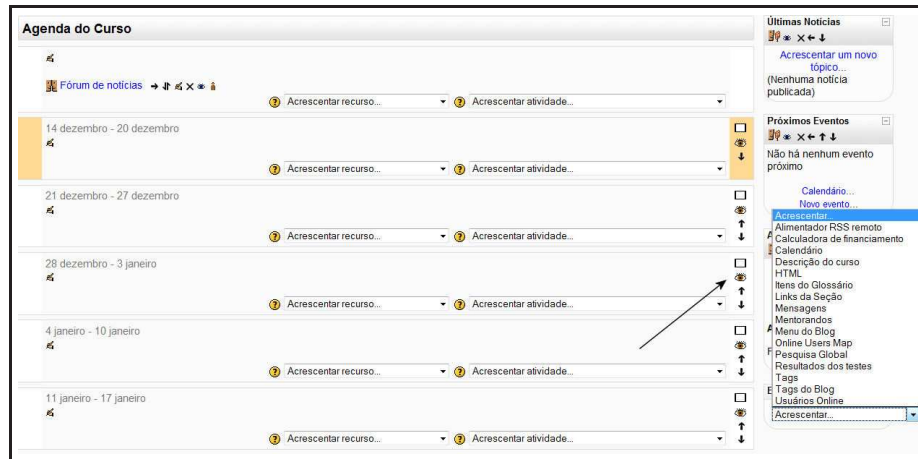 Agenda do Curso
Fórum de notícias
Acrescentar recurso... Acrescentar atividade...
14 dezembro - 20 dezembro
Acrescentar recurso... Acrescentar atividade...
21 dezembro - 27 dezembro
Acrescentar recurso... Acrescentar atividade...
28 dezembro - 3 janeiro
Acrescentar recurso... Acrescentar atividade...
4 janeiro - 10 janeiro
Acrescentar recurso... Acrescentar atividade...
11 janeiro - 17 janeiro
Acrescentar recurso... Acrescentar atividade...
Últimas Notícias
Acrescentar um novo
tópico...
(Nenhuma notícia
publicada)
Próximos Eventos
Não há nenhum evento
próximo
Calendário...
Novo evento...
Acrescentar...
Alimentador RSS remoto
Calculadora de financiamento
Calendário
Descrição do curso
HTML
Itens do Glossário
Links da Seção
Mensagens
Mentorandos
Menu do Blog
Online Users Map
Pesquisa Global
Resultados dos testes
Tags
Tags do Blog
Usuários Online
Acrescentar...